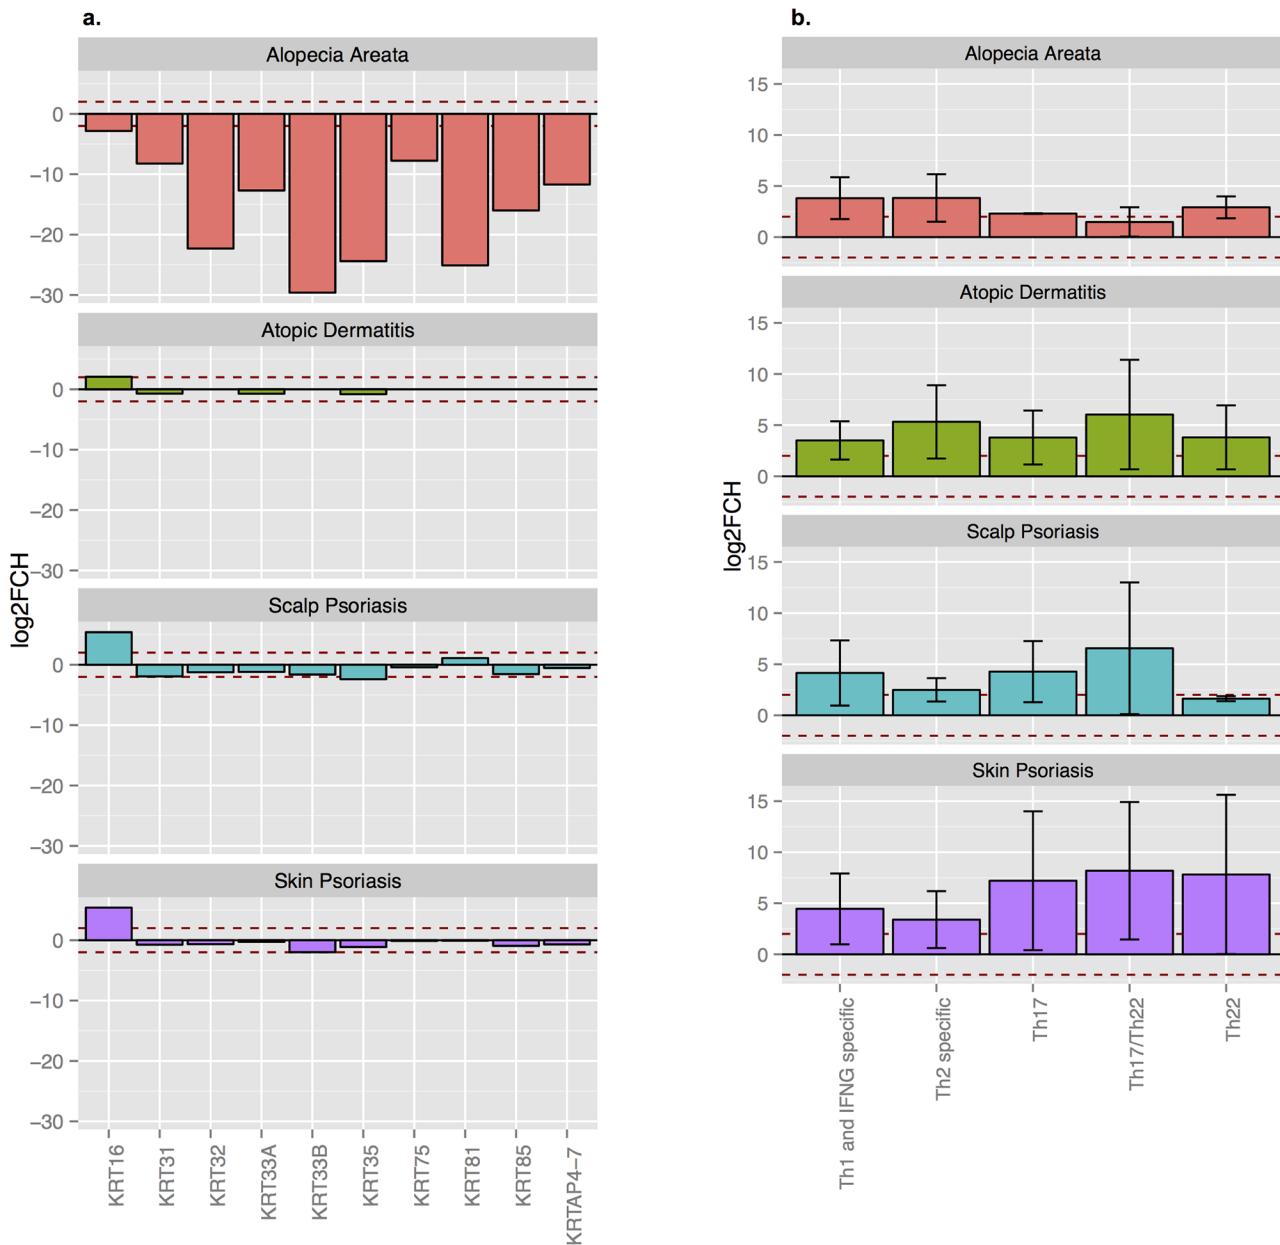 a.
log2FCH
Alopecia Areata
0
−10
−20
−30
Atopic Dermatitis
0
−10
−20
−30
Scalp Psoriasis
0
−10
−20
−30
Skin Psoriasis
0
−10
−20
−30
KRT16
KRT31
KRT32
KRT33A
KRT33B
KRT35
KRT75
KRT81
KRT85
KRTAP4−7
b.
log2FCH
Alopecia Areata
15
10
5
0
Atopic Dermatitis
15
10
5
0
Scalp Psoriasis
15
10
5
0
Skin Psoriasis
15
10
5
0
Th1 and IFNG specific
Th2 specific
Th17
Th17/Th22
Th22